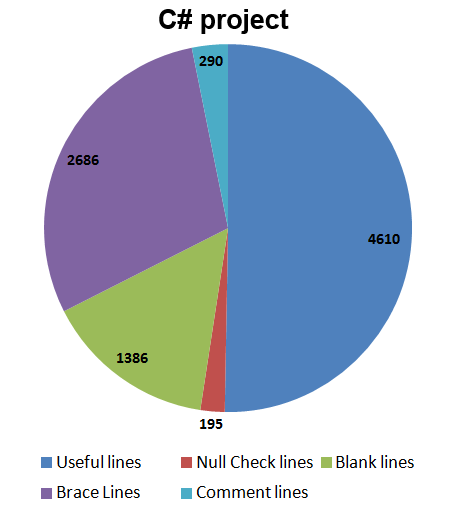 C# project
290
2686
4610
1386
195
Useful lines
Null Check lines
Blank lines
Brace Lines
Comment lines